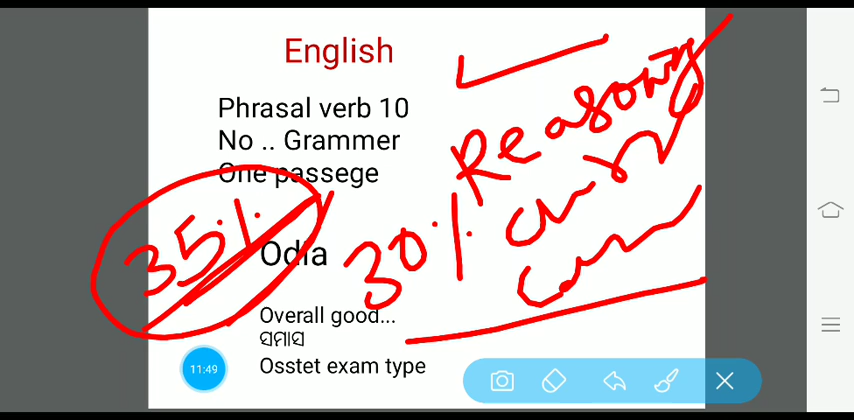 English
Phrasal verb 10
No .. Grammer
One passege
Reasoning
35%
30%
Odia
Overall good...
ସମାସ
Osstet exam type
11:49